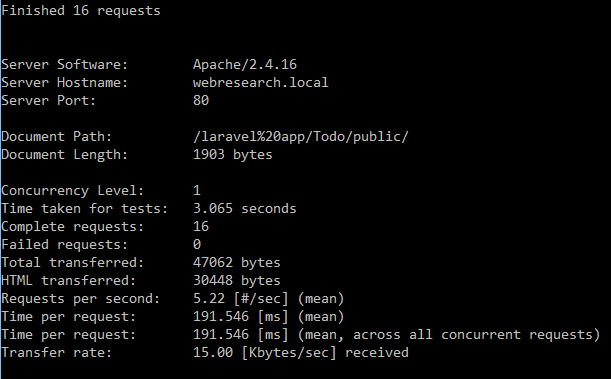 Finished 16 requests
Server Software: Apache/2.4.16
Server Hostname: webresearch.local
Server Port: 80
Document Path: /laravel%20app/Todo/public/
Document Length: 1903 bytes
Concurrency Level: 1
Time taken for tests: 3.065 seconds
Complete requests: 16
Failed requests: 0
Total transferred: 47062 bytes
HTML transferred: 30448 bytes
Requests per second: 5.22 [#/sec] (mean)
Time per request: 191.546 [ms] (mean)
Time per request: 191.546 [ms] (mean, across all concurrent requests)
Transfer rate: 15.00 [Kbytes/sec] received